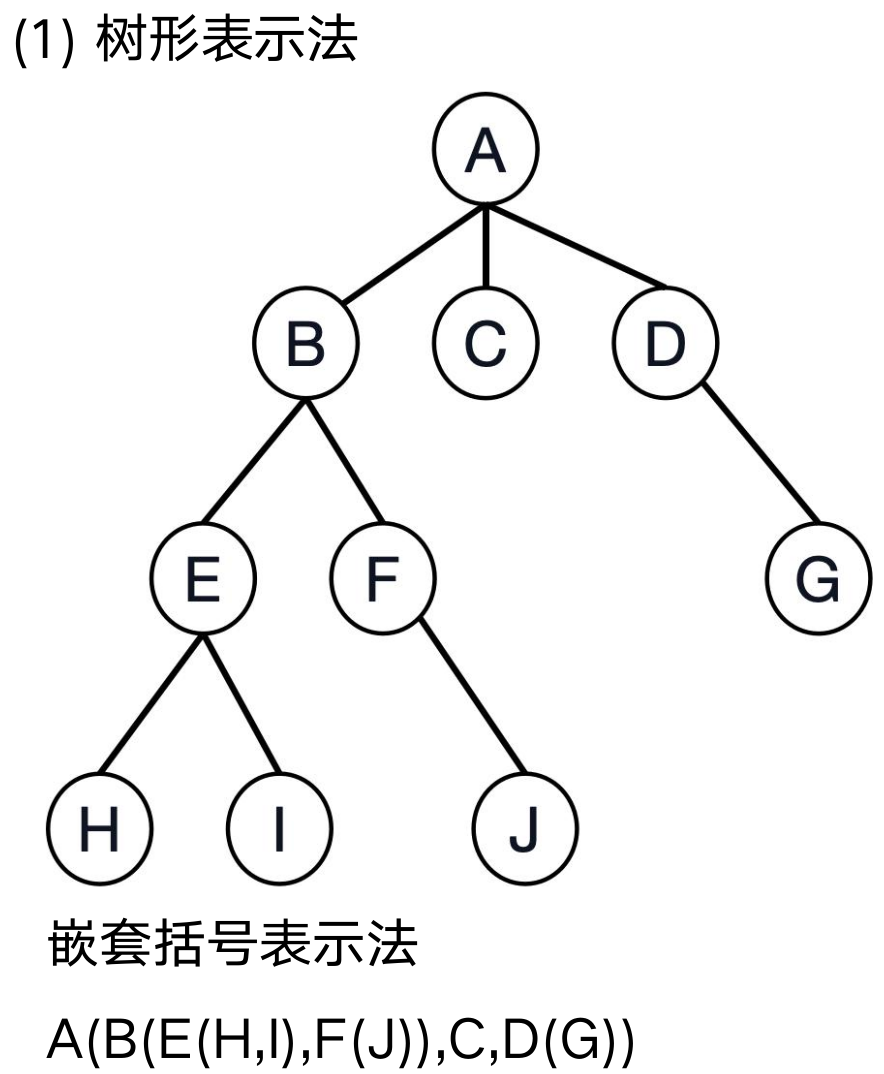 (1) 树形表示法
A
B C D
E F G
H I J
嵌套括号表示法
A(B(E(H,I),F(J)),C,D(G))